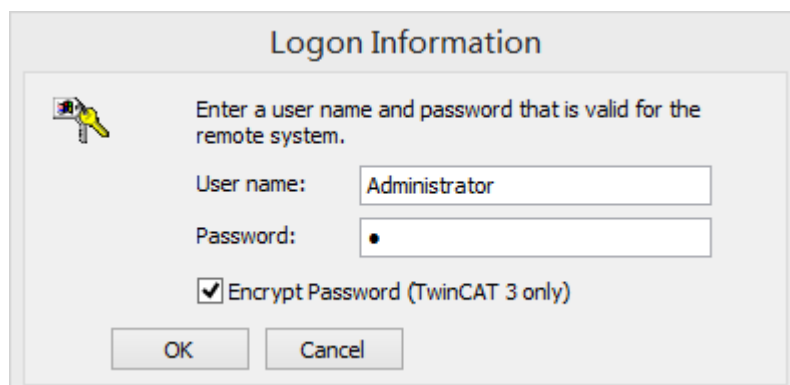 Logon Information
Enter a user name and password that is valid for the
remote system.
User name: Administrator
Password: ●
Encrypt Password (TwinCAT 3 only)
OK Cancel